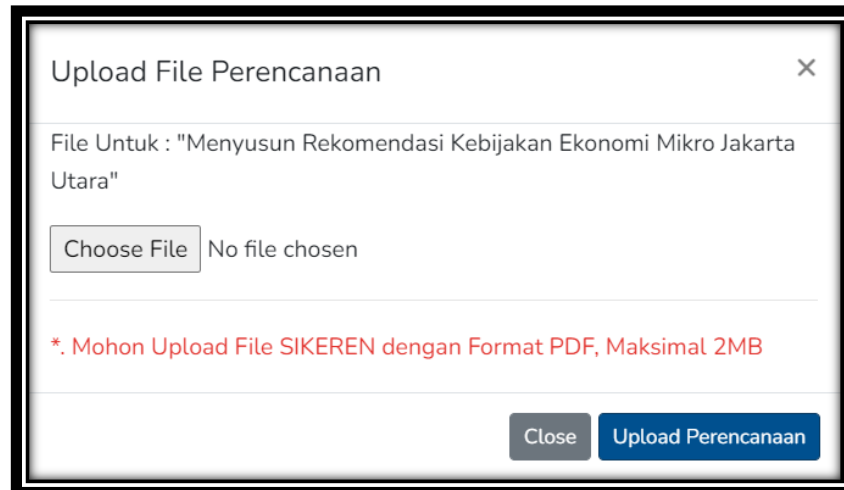 Upload File Perencanaan ×
File Untuk : "Menyusun Rekomendasi Kebijakan Ekonomi Mikro Jakarta
Utara"
Choose File No file chosen
*. Mohon Upload File SIKEREN dengan Format PDF, Maksimal 2MB
Close Upload Perencanaan